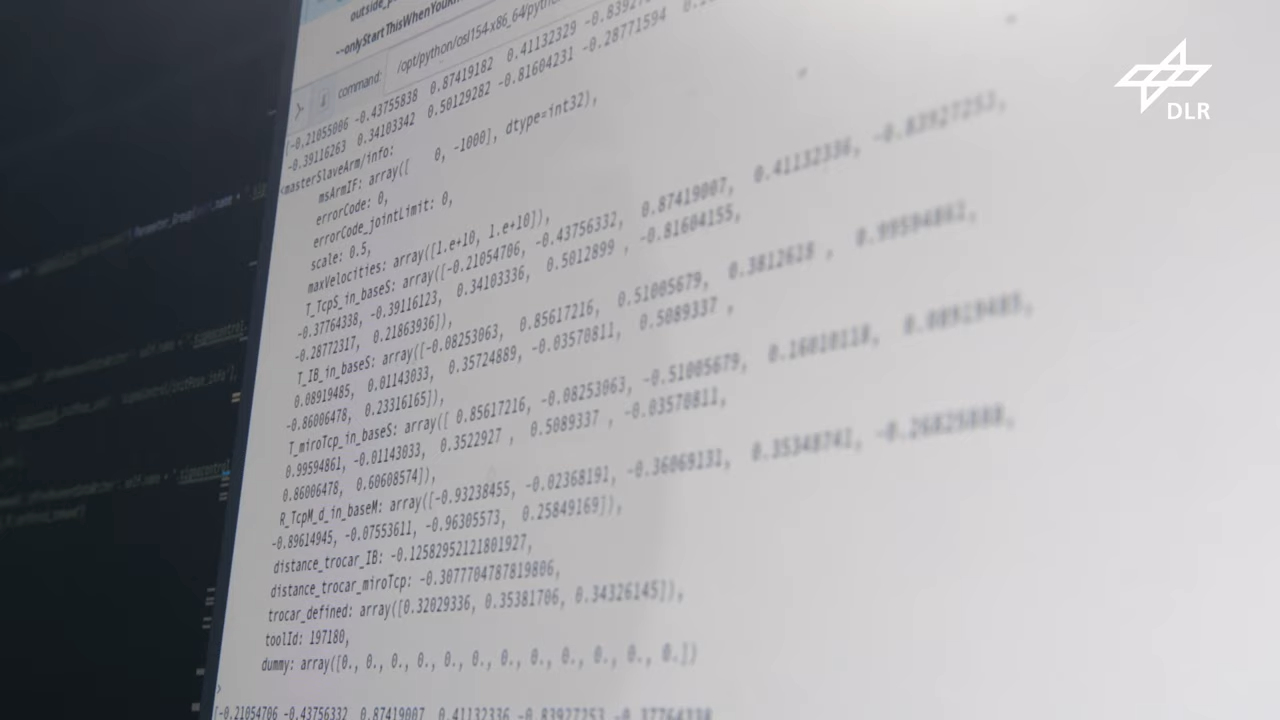 command: /opt/python/osl154-x86_64/python
[-0.21055006 -0.43755838 0.87419182 0.41132329
-0.39116263 0.34103342 0.50129282 -0.81604231 -0.28771594
<masterSlaveArm/info:
msArmIF: array([ 0, -1000], dtype=int32),
errorCode: 0,
errorCode_jointLimit: 0,
scale: 0.5,
maxVelocities: array([1.e+10, 1.e+10]),
T_TcpS_in_baseS: array([-0.21054706, -0.43756332, 0.87419007, 0.41132336, -0.83927253,
-0.37764338, -0.39116123, 0.34103336, 0.5012899 , -0.81604155,
-0.28772317, 0.21863936]),
T_IB_in_baseS: array([-0.08253063, 0.85617216, 0.51005679, 0.3812618 , 0.99594861,
0.08919485, 0.01143033, 0.35724889, -0.03570811, 0.5089337 ,
-0.86006478, 0.23316165]),
T_miroTcp_in_baseS: array([ 0.85617216, -0.08253063, -0.51005679, 0.16010118, 0.08919485,
0.99594861, -0.01143033, 0.3522927 , 0.5089337 , -0.03570811,
0.86006478, 0.60608574]),
R_TcpM_d_in_baseM: array([-0.93238455, -0.02368191, -0.36069131, 0.35348741, -0.26825888,
-0.89614945, -0.07553611, -0.96305573, 0.25849169]),
distance_trocar_IB: -0.12582952121801927,
distance_trocar_miroTcp: -0.3077704787819806,
trocar_defined: array([0.32029336, 0.35381706, 0.34326145]),
toolId: 197180,
dummy: array([0., 0., 0., 0., 0., 0., 0., 0., 0., 0., 0., 0.])
>
[-0.21054706 -0.43756332 0.87419007 0.41132336 -0.83927253 -0.37764338
DLR